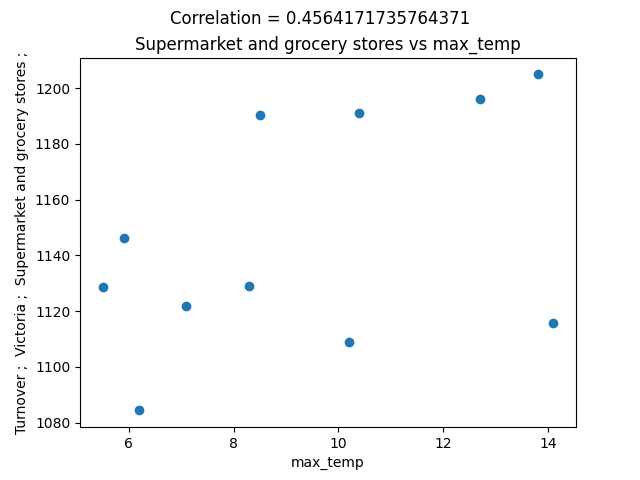 Correlation = 0.4564171735764371
Supermarket and grocery stores vs max_temp
Turnover ;  Victoria ;  Supermarket and grocery stores ;
1200
1180
1160
1140
1120
1100
1080
6 8 10 12 14
max_temp